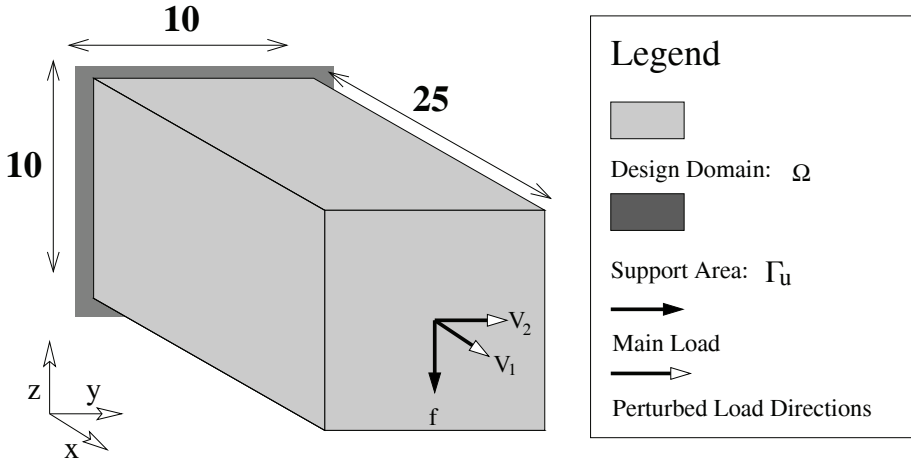 10
10
25
V2
V1
f
z
y
x
Legend
Design Domain: Ω
Support Area: Γu
Main Load
Perturbed Load Directions